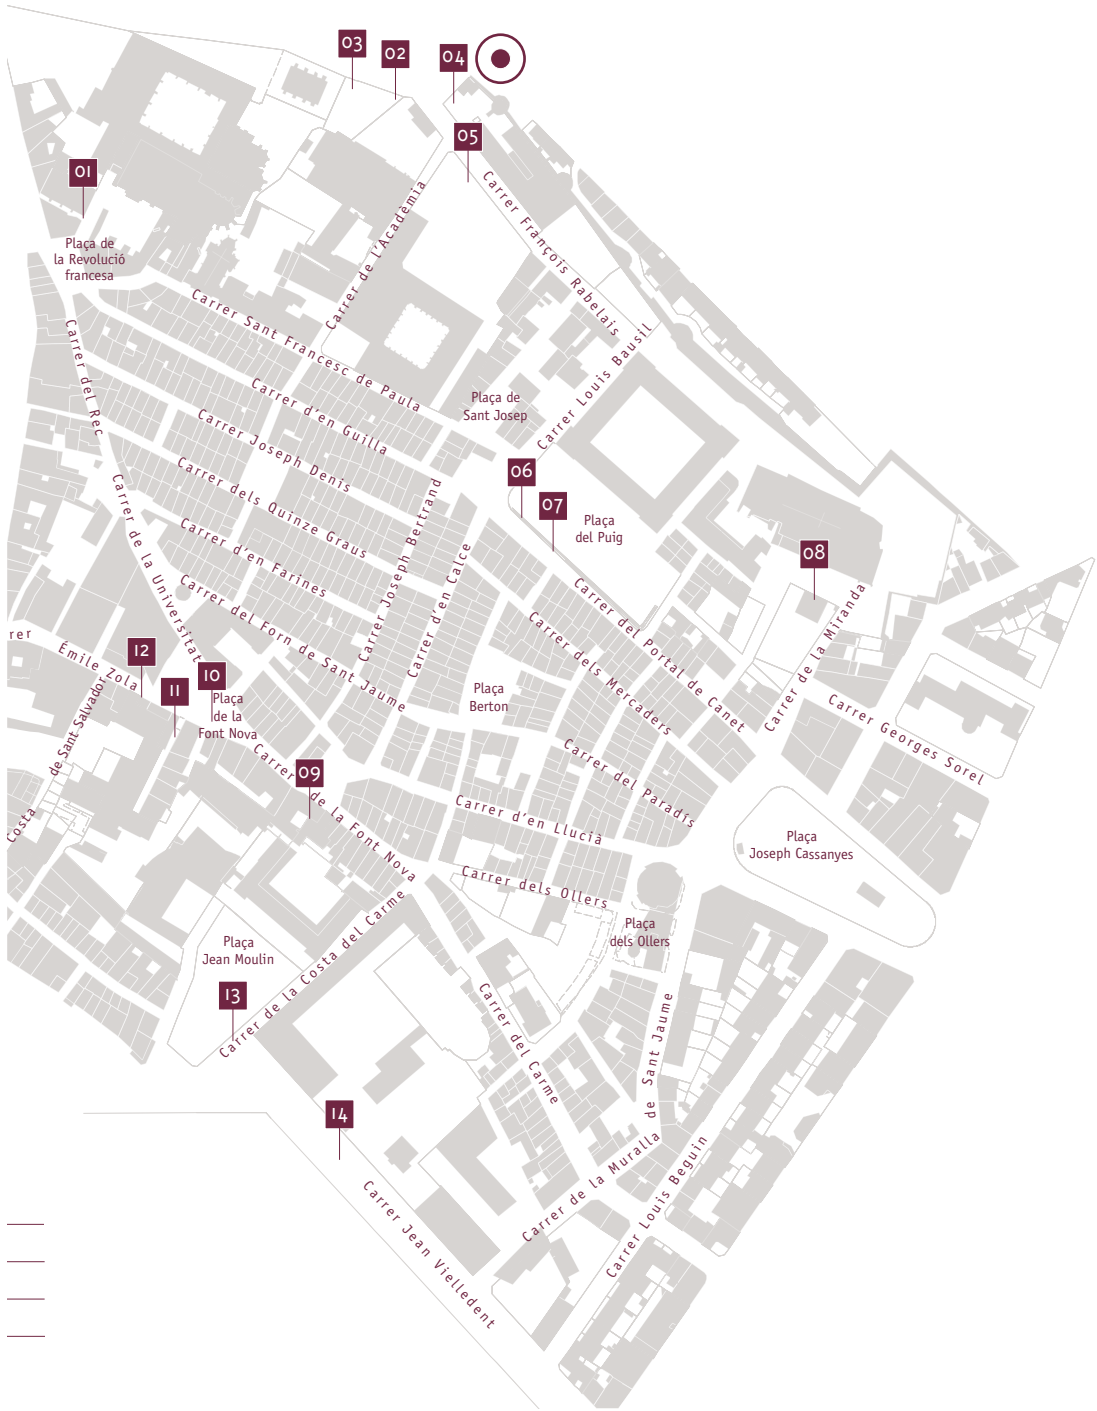 03
02
04
05
01
Carrer François Rabelais
Carrer de l'Acadèmia
Plaça de
la Revolució
francesa
Carrer Sant Francesc de Paula
Carrer del Rec
Carrer Louis Bausil
Carrer d'en Guilla
Plaça de
Sant Josep
Carrer Joseph Denis
Carrer dels Quinze Graus
06
07
Carrer de la Universitat
Carrer Joseph Bertrand
Plaça
del Puig
Carrer d'en Farines
Carrer d'en Calce
08
Carrer del Forn de Sant Jaume
Carrer del Portal de Canet
Carrer de la Miranda
Carrer dels Mercaders
rrer
Émile Zola
12
10
11
Plaça
de la
Font Nova
Plaça
Berton
de Sant Salvador
Costa
Carrer Georges Sorel
Carrer de la Font Nova
09
Carrer del Paradís
Carrer d'en Llucià
Plaça
Joseph Cassanyes
Carrer dels Ollers
Plaça
dels Ollers
Plaça
Jean Moulin
13
Carrer de la Costa del Carme
Carrer del Carme
de Sant Jaume
14
Carrer de la Muralla
Carrer Louis Beguin
Carrer Jean Vielledent